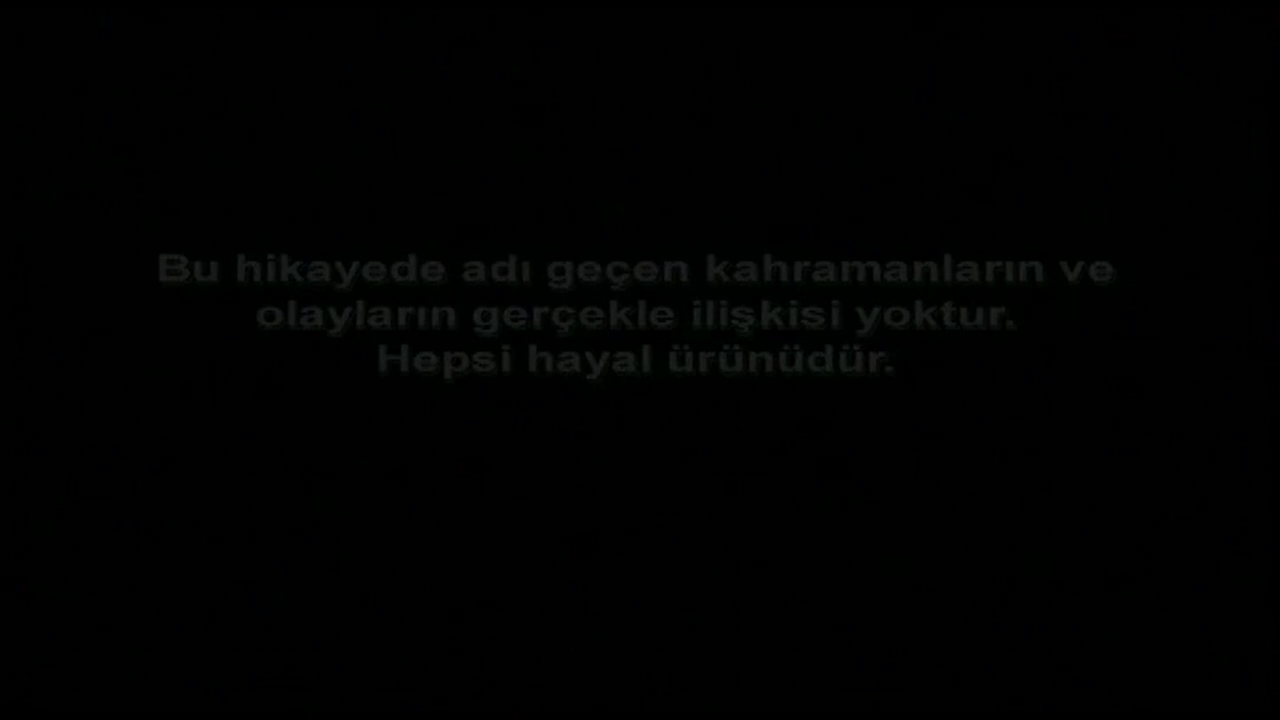 Bu hikayede adı geçen kahramanların ve
olayların gerçekle ilişkisi yoktur.
Hepsi hayal ürünüdür.